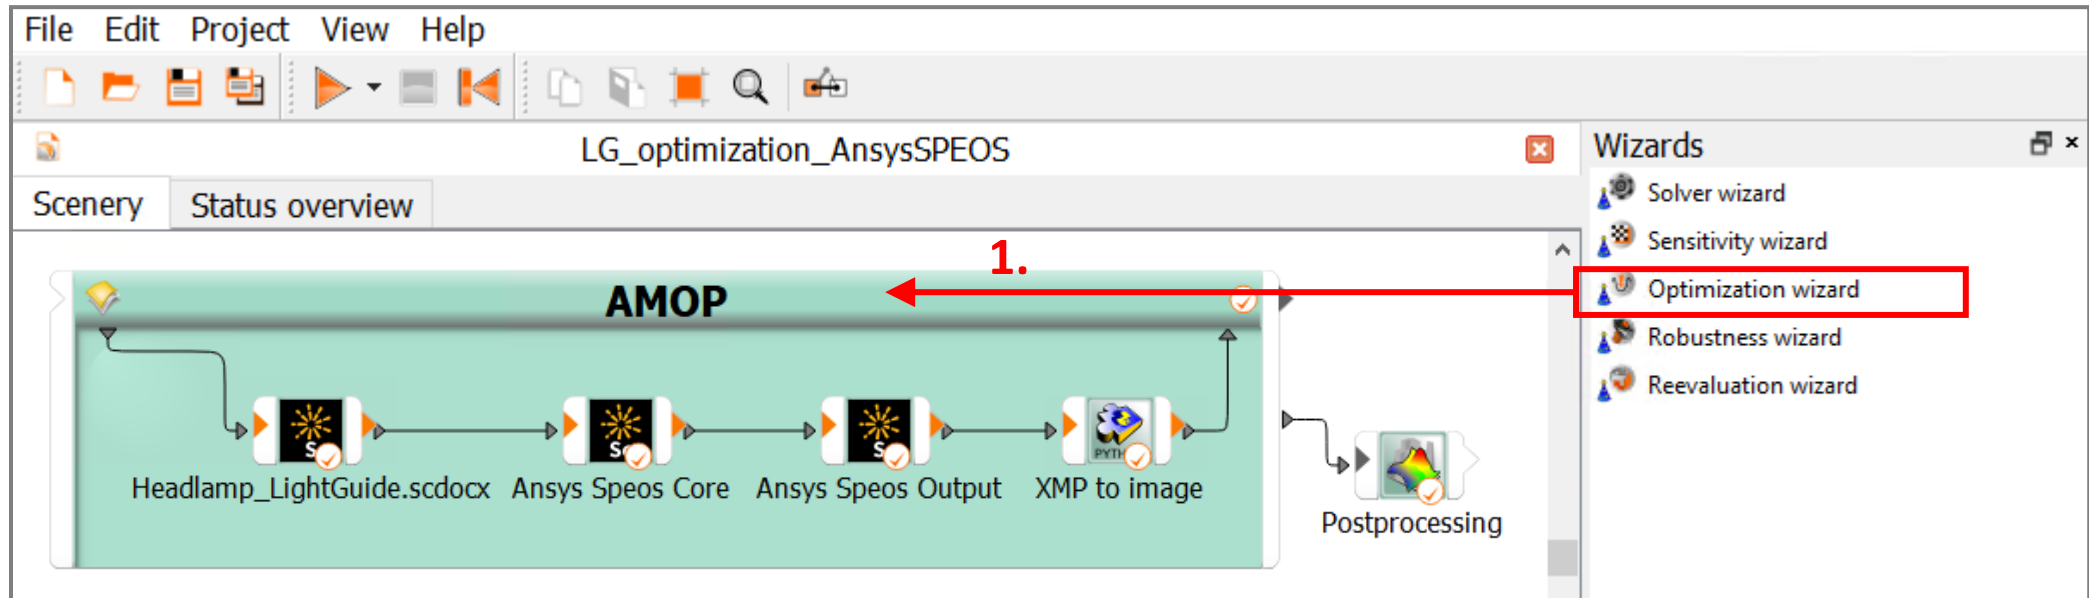 File Edit Project View Help
LG_optimization_AnsysSPEOS
Wizards
Scenery Status overview
Solver wizard
Sensitivity wizard
Optimization wizard
Robustness wizard
Reevaluation wizard
1.
AMOP
Headlamp_LightGuide.scdocx Ansys Speos Core Ansys Speos Output XMP to image
Postprocessing